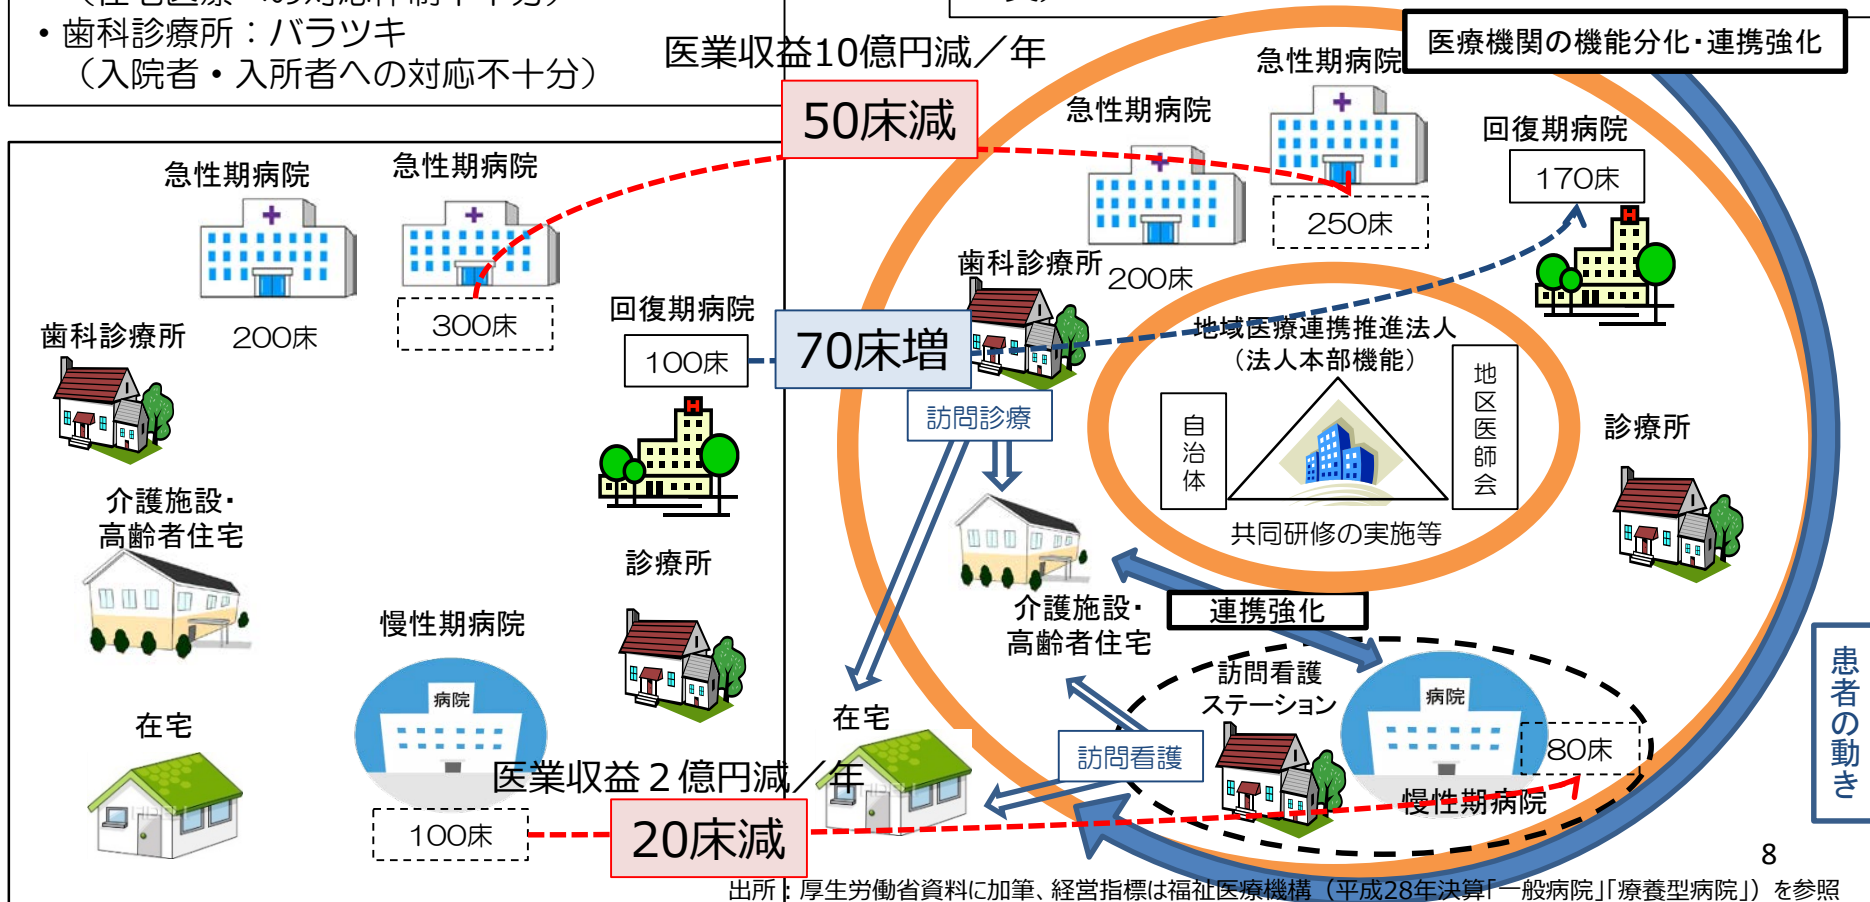 （在宅医療への対応体制不十分）
・歯科診療所：バラツキ
（入院者・入所者への対応不十分）
医業収益10億円減／年
50床減
医療機関の機能分化・連携強化
急性期病院
急性期病院
200床
300床
歯科診療所
回復期病院
100床
70床増
介護施設・
高齢者住宅
診療所
慢性期病院
病院
在宅
100床
医業収益２億円減／年
20床減
急性期病院
急性期病院
回復期病院
170床
250床
200床
歯科診療所
地域医療連携推進法人
（法人本部機能）
自治体
地区医師会
共同研修の実施等
訪問診療
診療所
介護施設・
高齢者住宅
連携強化
訪問看護
ステーション
病院
80床
慢性期病院
在宅
訪問看護
患者の動き
8
出所：厚生労働省資料に加筆、経営指標は福祉医療機構（平成28年決算「一般病院」「療養型病院」）を参照